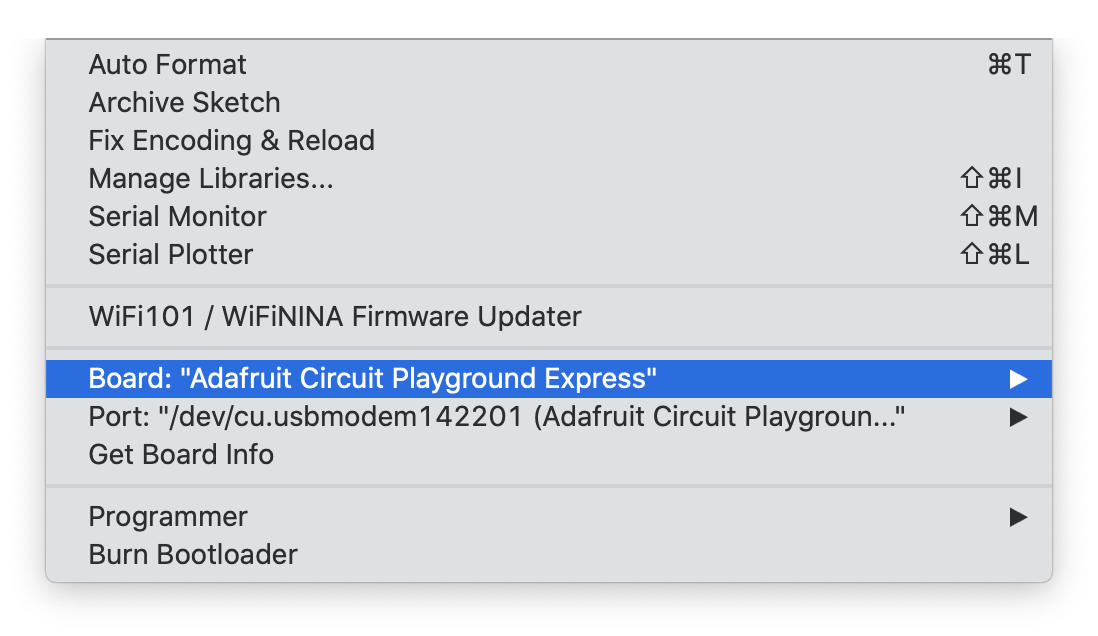 Auto Format ⌘T
Archive Sketch
Fix Encoding & Reload
Manage Libraries... ⇧⌘I
Serial Monitor ⇧⌘M
Serial Plotter ⇧⌘L
WiFi101 / WiFiNINA Firmware Updater
Board: "Adafruit Circuit Playground Express" ▶
Port: "/dev/cu.usbmodem142201 (Adafruit Circuit Playgroun..." ▶
Get Board Info
Programmer ▶
Burn Bootloader